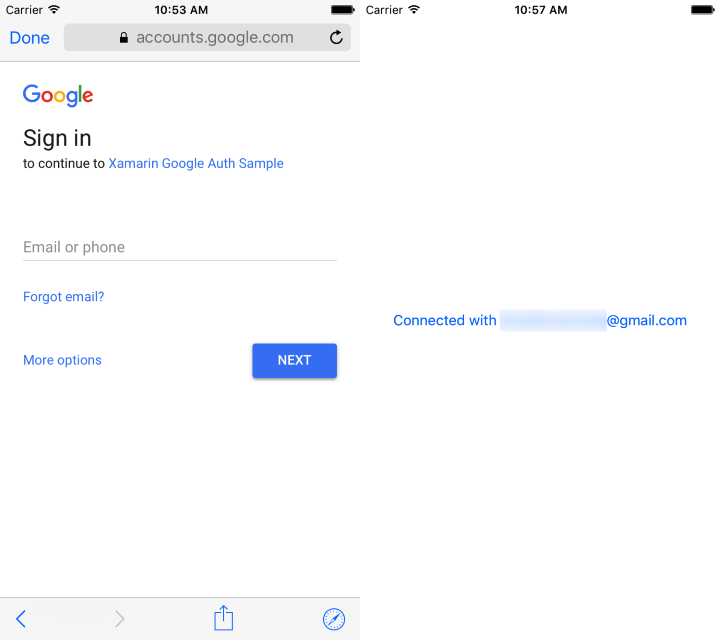 Carrier 10:53 AM
Done accounts.google.com
Google
Sign in
to continue to Xamarin Google Auth Sample
Email or phone
Forgot email?
More options NEXT
Carrier 10:57 AM
Connected with @gmail.com